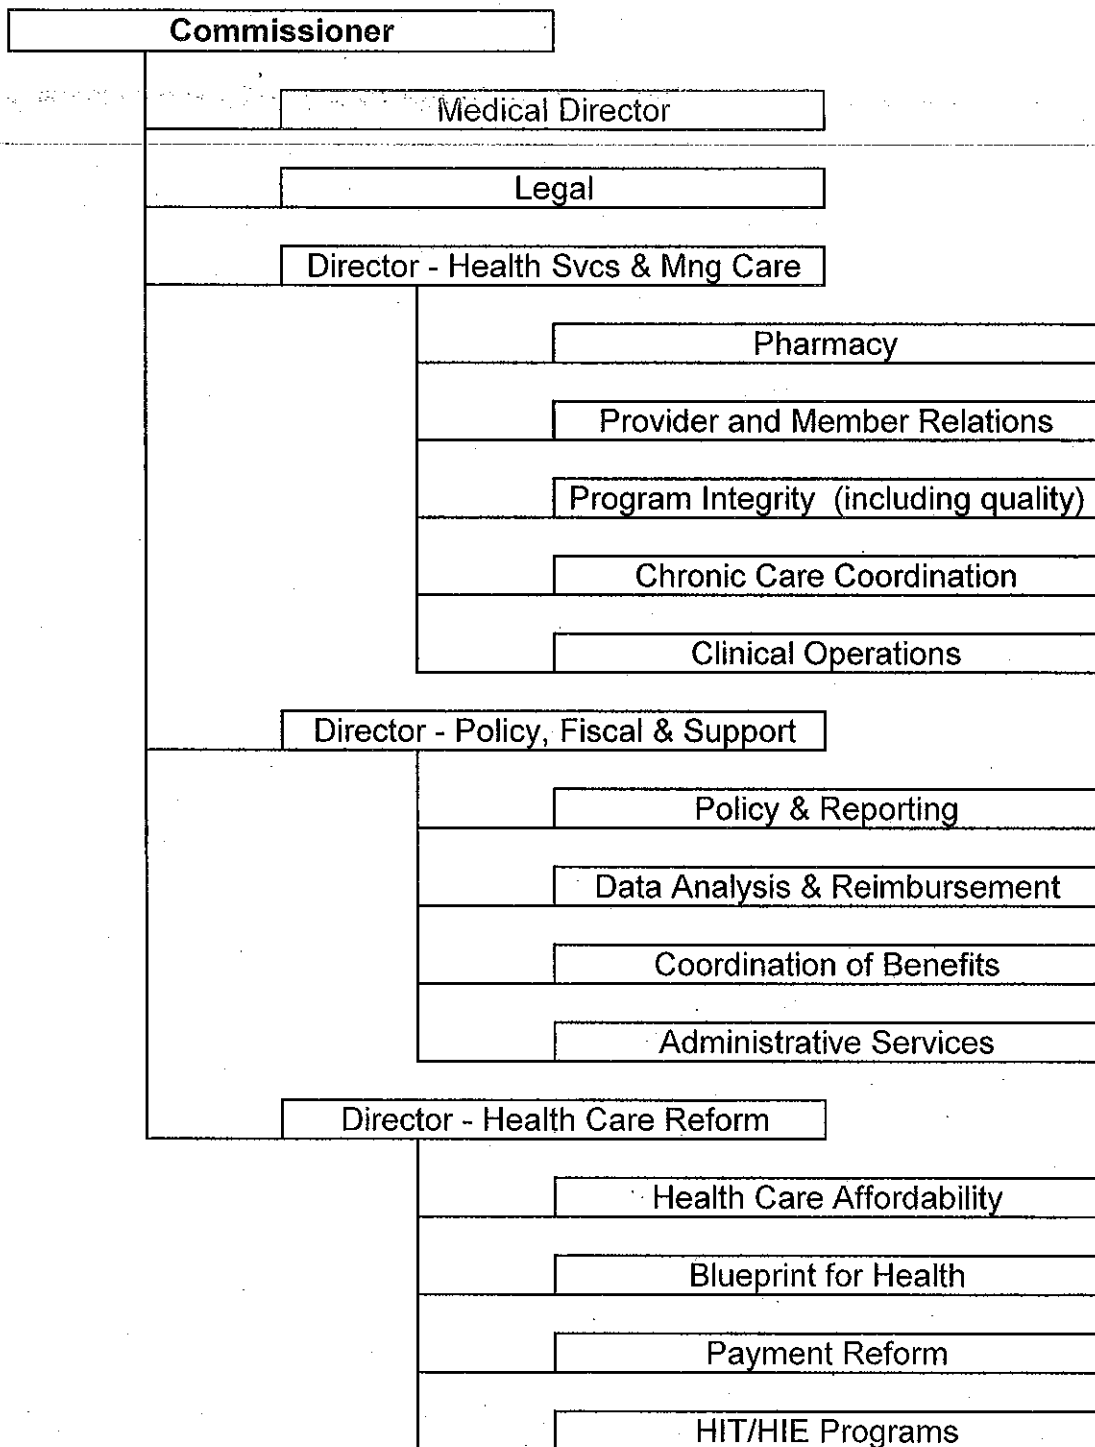 Commissioner
Medical Director
Legal
Director - Health Svcs & Mng Care
Pharmacy
Provider and Member Relations
Program Integrity (including quality)
Chronic Care Coordination
Clinical Operations
Director - Policy, Fiscal & Support
Policy & Reporting
Data Analysis & Reimbursement
Coordination of Benefits
Administrative Services
Director - Health Care Reform
Health Care Affordability
Blueprint for Health
Payment Reform
HIT/HIE Programs